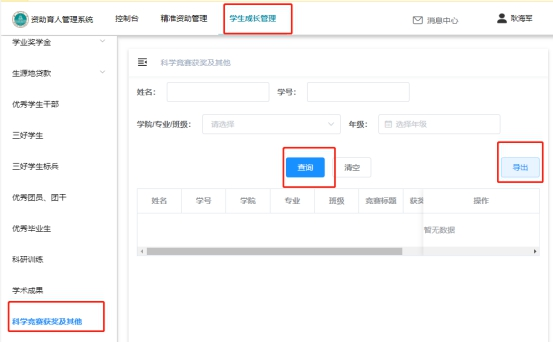 资助育人管理系统 控制台 精准资助管理 学生成长管理 消息中心 耿海军
学业奖学金
生源地贷款
优秀学生干部
三好学生
三好学生标兵
优秀团员、团干
优秀毕业生
科研训练
学术成果
科学竞赛获奖及其他
科学竞赛获奖及其他
姓名: 学号:
学院/专业/班级: 请选择 年级: 选择年级
查询 清空 导出
姓名 学号 学院 专业 班级 竞赛标题 获奖 操作
暂无数据